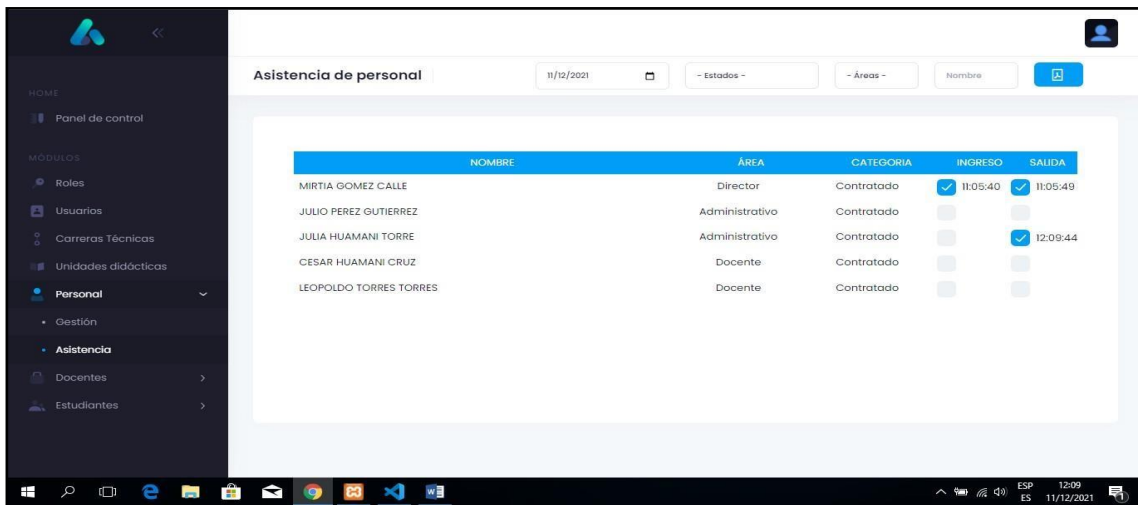 HOME
Panel de control
MÓDULOS
Roles
Usuarios
Carreras Técnicas
Unidades didácticas
Personal
Gestión
Asistencia
Docentes
Estudiantes
Asistencia de personal 11/12/2021 - Estados - - Áreas - Nombre
NOMBRE ÁREA CATEGORIA INGRESO SALIDA
MIRTIA GOMEZ CALLE Director Contratado 11:05:40 11:05:49
JULIO PEREZ GUTIERREZ Administrativo Contratado
JULIA HUAMANI TORRE Administrativo Contratado 12:09:44
CESAR HUAMANI CRUZ Docente Contratado
LEOPOLDO TORRES TORRES Docente Contratado
ESP 12:09
ES 11/12/2021
1